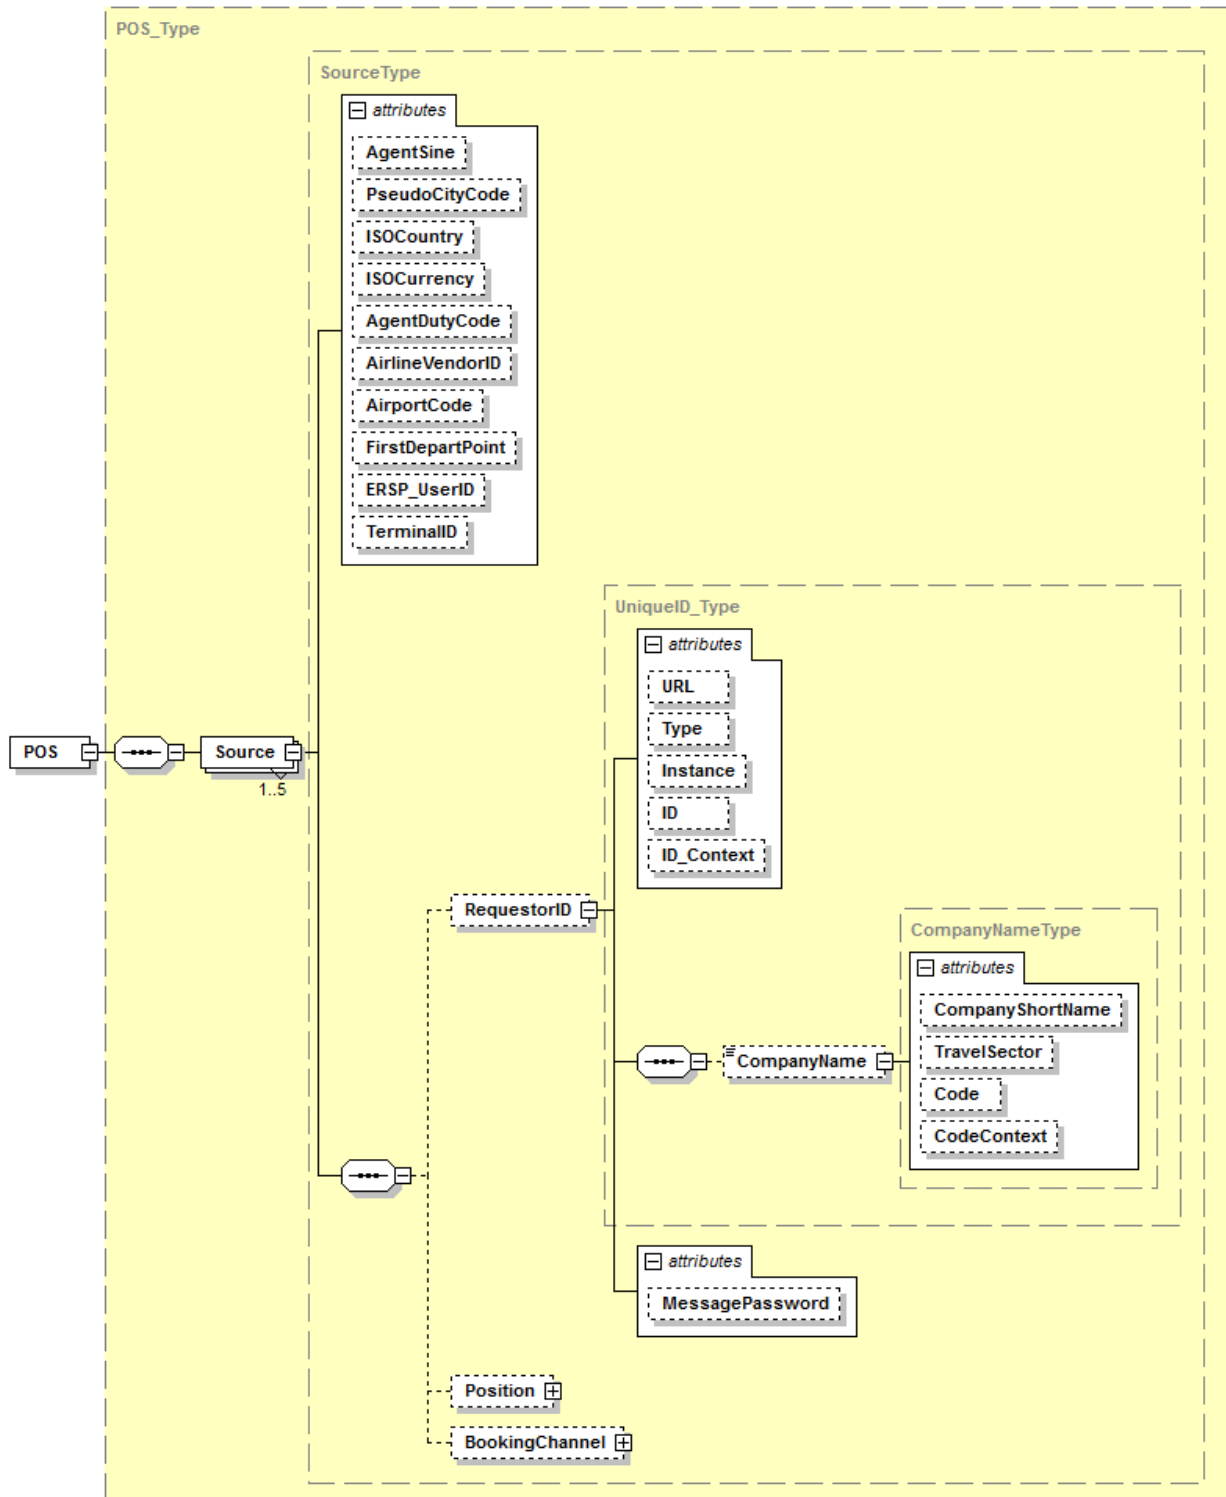 POS_Type
SourceType
attributes
AgentSine
PseudoCityCode
ISOCountry
ISOCurrency
AgentDutyCode
AirlineVendorID
AirportCode
FirstDepartPoint
ERSP_UserID
TerminalID
UniqueID_Type
attributes
URL
Type
Instance
ID
ID_Context
POS
Source
1..5
RequestorID
CompanyNameType
attributes
CompanyShortName
TravelSector
Code
CodeContext
CompanyName
attributes
MessagePassword
Position
BookingChannel